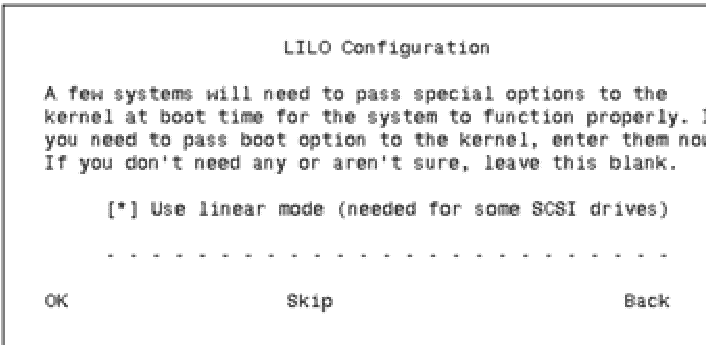 LILO Configuration
A few systems will need to pass special options to the
kernel at boot time for the system to function properly. I
you need to pass boot option to the kernel, enter them now
If you don't need any or aren't sure, leave this blank.
[*] Use linear mode (needed for some SCSI drives)
- - - - - - - - - - - - - - - - - - - - - - - - -
OK Skip Back